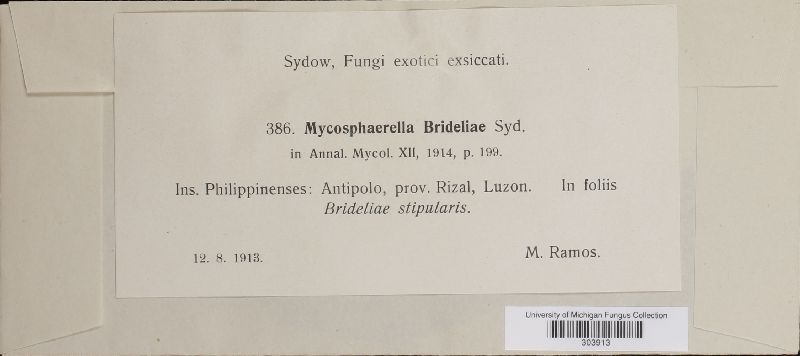 Sydow, Fungi exotici exsiccati.
386. Mycosphaerella Brideliae Syd.
in Annal. Mycol. XII, 1914, p. 199.
Ins. Philippinenses: Antipolo, prov. Rizal, Luzon. In foliis
Brideliae stipularis.
12. 8. 1913. M. Ramos.
University of Michigan Fungus Collection
303913